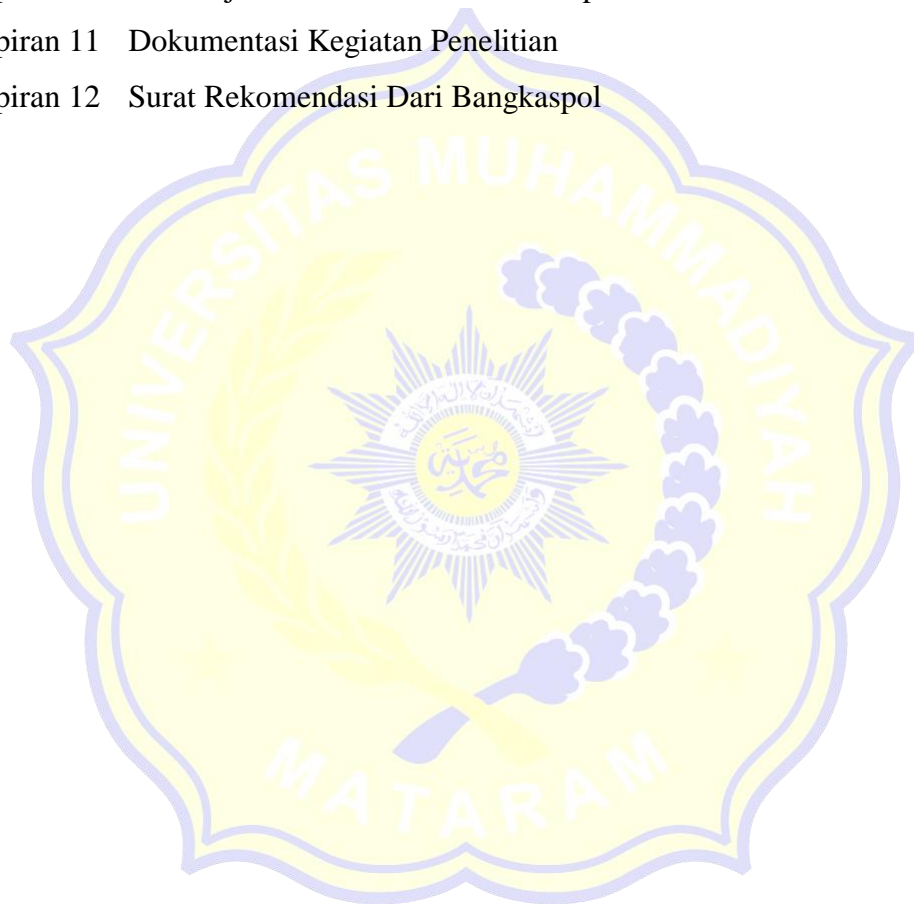 piran 11 Dokumentasi Kegiatan Penelitian
piran 12 Surat Rekomendasi Dari Bangkaspol
UNIVERSITAS MUHAMMADIYAH
MATARAM